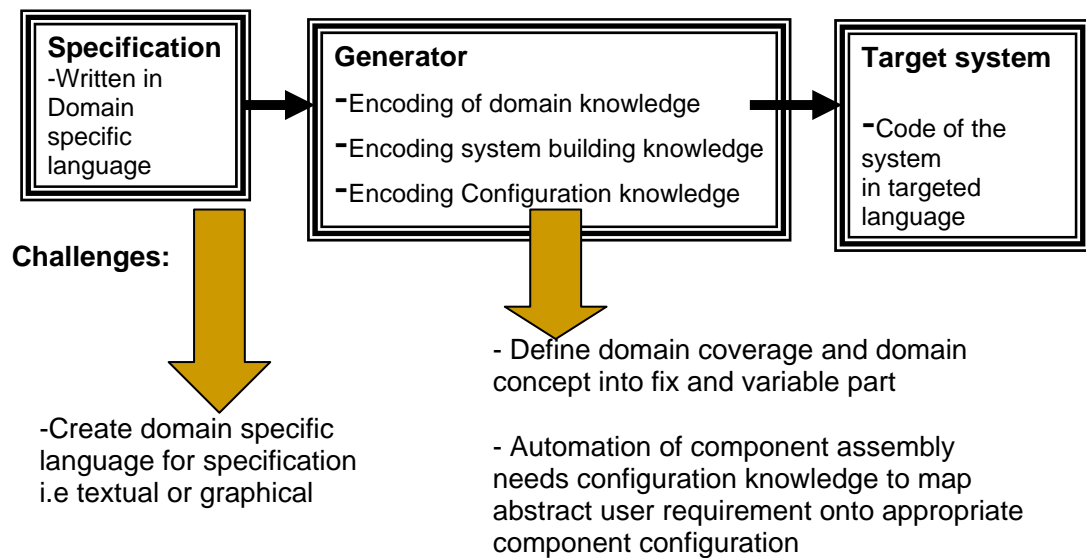 Specification
-Written in
Domain
specific
language
Generator
-Encoding of domain knowledge
-Encoding system building knowledge
-Encoding Configuration knowledge
Target system
-Code of the
system
in targeted
language
Challenges:
-Create domain specific
language for specification
i.e textual or graphical
- Define domain coverage and domain
concept into fix and variable part
- Automation of component assembly
needs configuration knowledge to map
abstract user requirement onto appropriate
component configuration